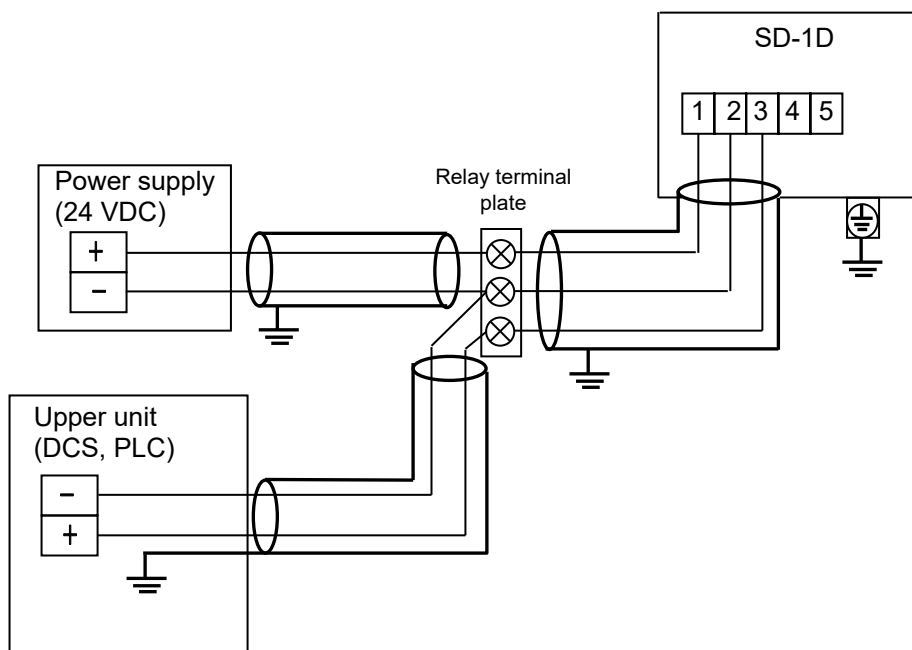 SD-1D
1 2 3 4 5
Power supply
(24 VDC)
+
-
Relay terminal
plate
Upper unit
(DCS, PLC)
-
+